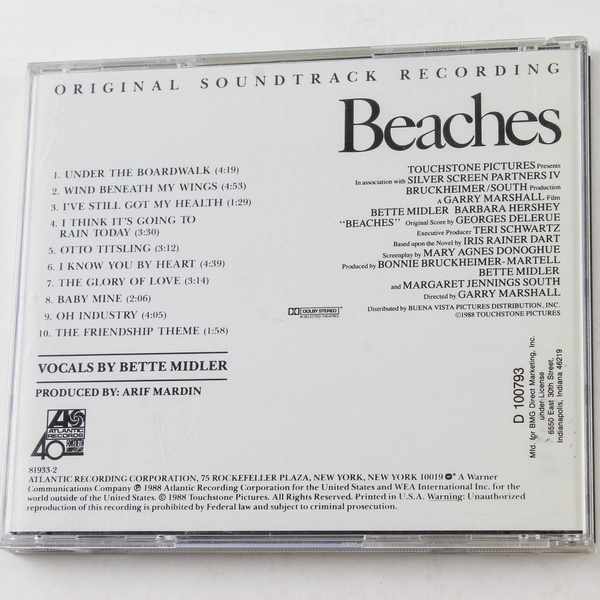 ORIGINAL SOUNDTRACK RECORDING
Beaches
1. UNDER THE BOARDWALK (4:19)
2. WIND BENEATH MY WINGS (4:53)
3. I'VE STILL GOT MY HEALTH (1:29)
4. I THINK IT'S GOING TO
RAIN TODAY (3:30)
5. OTTO TITSLING (3:12)
6. I KNOW YOU BY HEART (4:39)
7. THE GLORY OF LOVE (3:14)
8. BABY MINE (2:06)
9. OH INDUSTRY (4:05)
10. THE FRIENDSHIP THEME (1:58)
VOCALS BY BETTE MIDLER
PRODUCED BY: ARIF MARDIN
TOUCHSTONE PICTURES Presents
In association with SILVER SCREEN PARTNERS IV
BRUCKHEIMER/SOUTH Production
A GARRY MARSHALL Film
BETTE MIDLER BARBARA HERSHEY
"BEACHES" Original Score by GEORGES DELERUE
Executive Producer TERI SCHWARTZ
Based upon the Novel by IRIS RAINER DART
Screenplay by MARY AGNES DONOGHUE
Produced by BONNIE BRUCKHEIMER-MARTELL
BETTE MIDLER
and MARGARET JENNINGS SOUTH
Directed by GARRY MARSHALL
DOLBY STEREO
IN SELECTED THEATRES
Distributed by BUENA VISTA PICTURES DISTRIBUTION, INC.
©1988 TOUCHSTONE PICTURES
D 100793
Mfd. for BMG Direct Marketing, Inc.
under License
6550 East 30th Street,
Indianapolis, Indiana 46219
ATLANTIC
RECORDS
40
81933-2
ATLANTIC RECORDING CORPORATION, 75 ROCKEFELLER PLAZA, NEW YORK, NEW YORK 10019 A Warner
Communications Company ℗ 1988 Atlantic Recording Corporation for the United States and WEA International Inc. for the
world outside of the United States. © 1988 Touchstone Pictures. All Rights Reserved. Printed in U.S.A. Warning: Unauthorized
reproduction of this recording is prohibited by Federal law and subject to criminal prosecution.